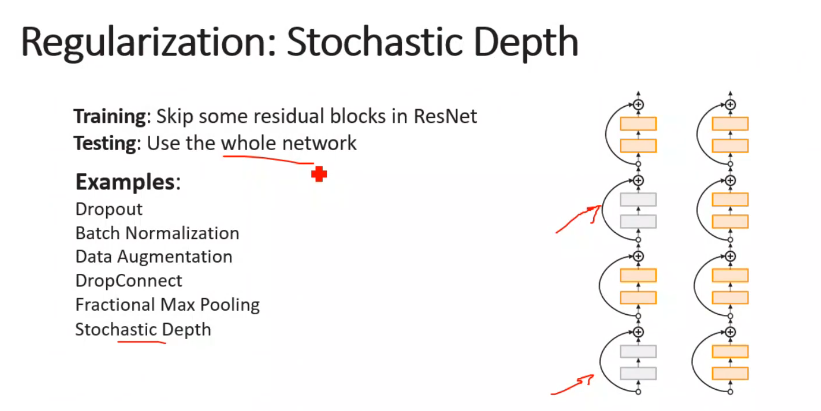 Regularization: Stochastic Depth
Training: Skip some residual blocks in ResNet
Testing: Use the whole network
Examples:
Dropout
Batch Normalization
Data Augmentation
DropConnect
Fractional Max Pooling
Stochastic Depth